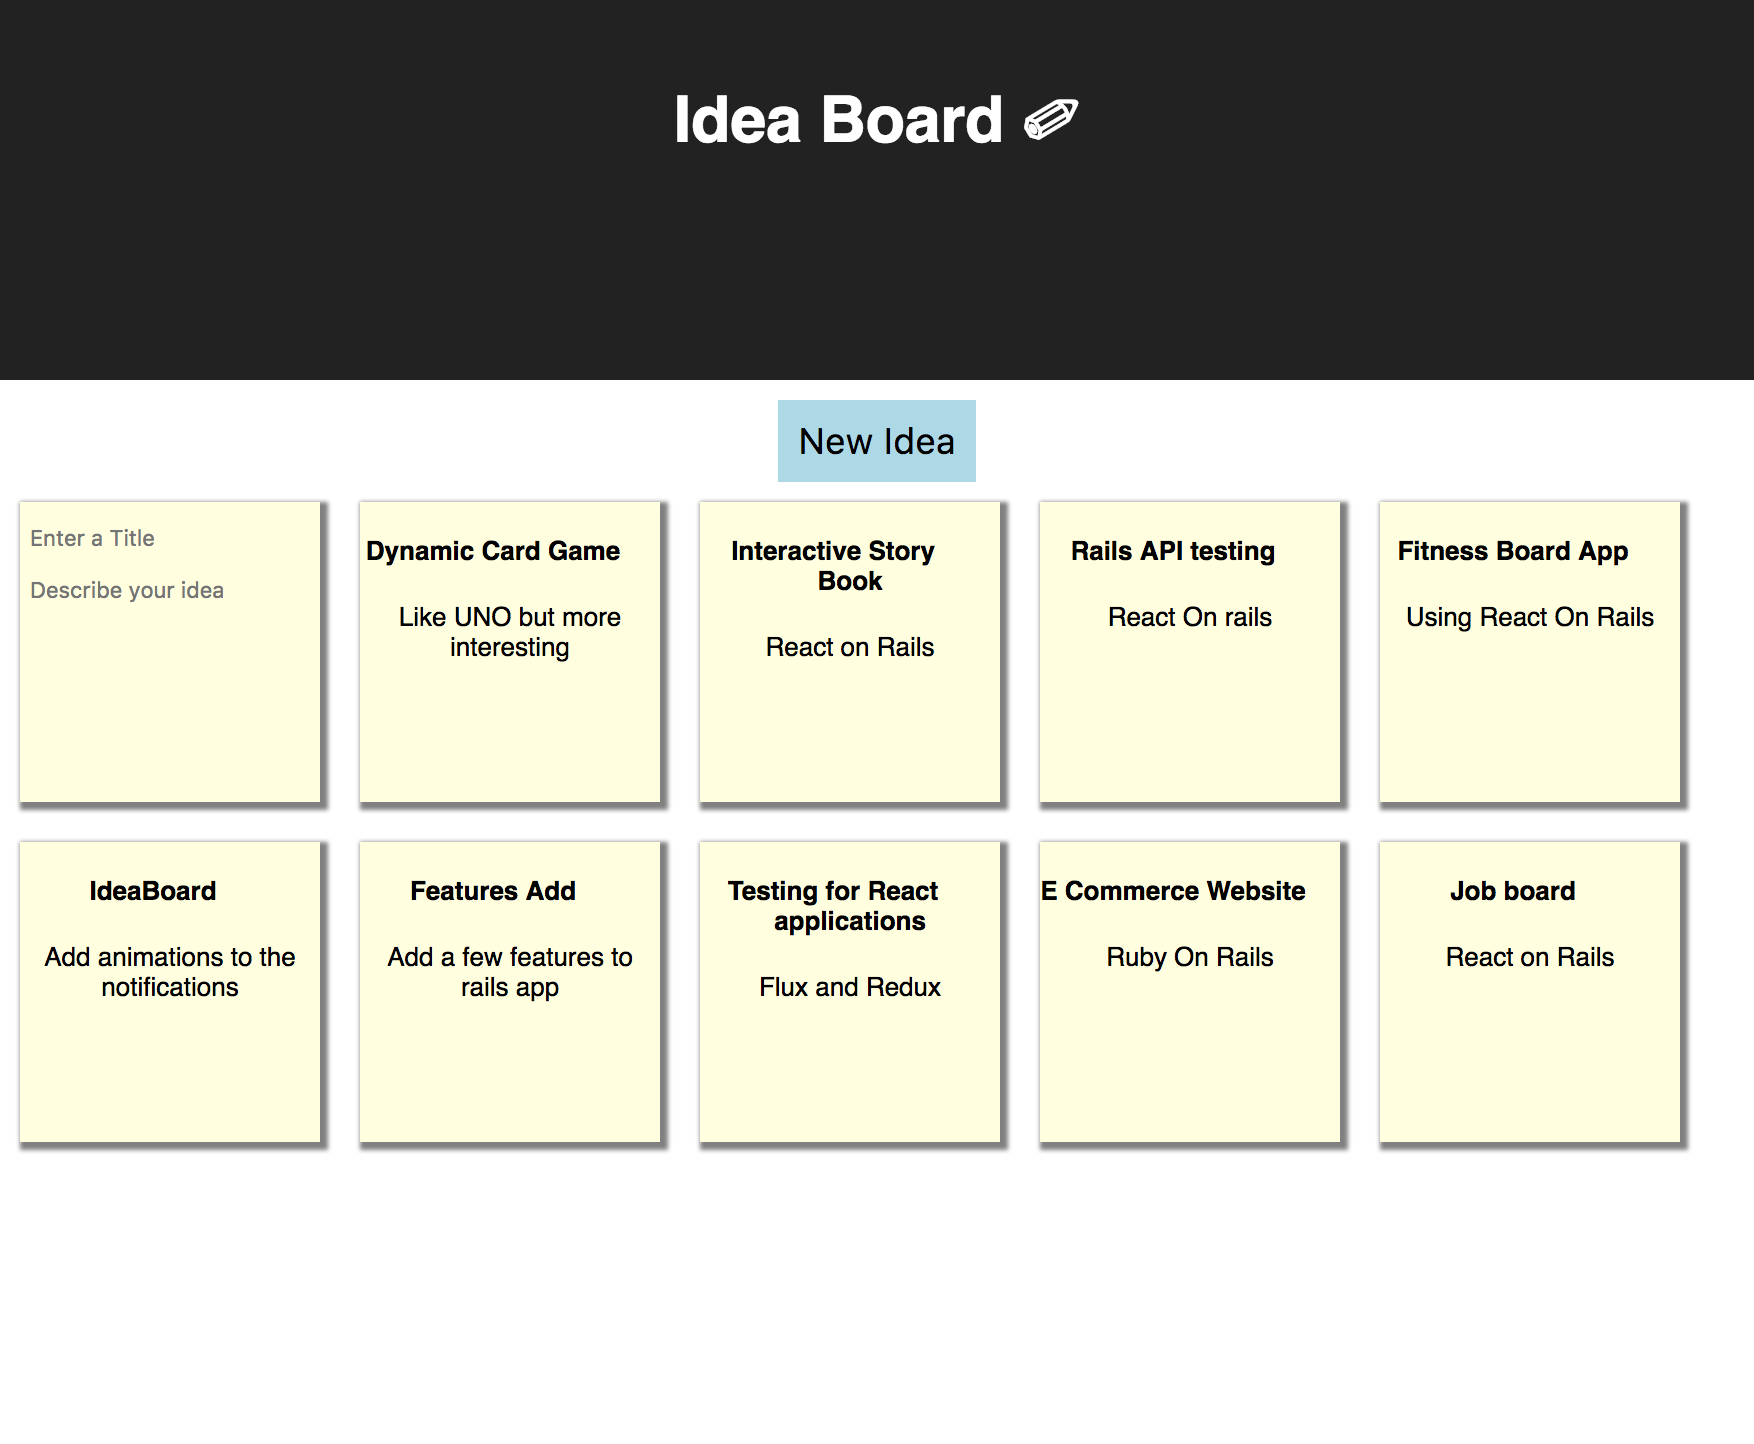 Idea Board ✏
New Idea
Enter a Title
Describe your idea
Dynamic Card Game
Like UNO but more
interesting
Interactive Story
Book
React on Rails
Rails API testing
React On rails
Fitness Board App
Using React On Rails
IdeaBoard
Add animations to the
notifications
Features Add
Add a few features to
rails app
Testing for React
applications
Flux and Redux
E Commerce Website
Ruby On Rails
Job board
React on Rails